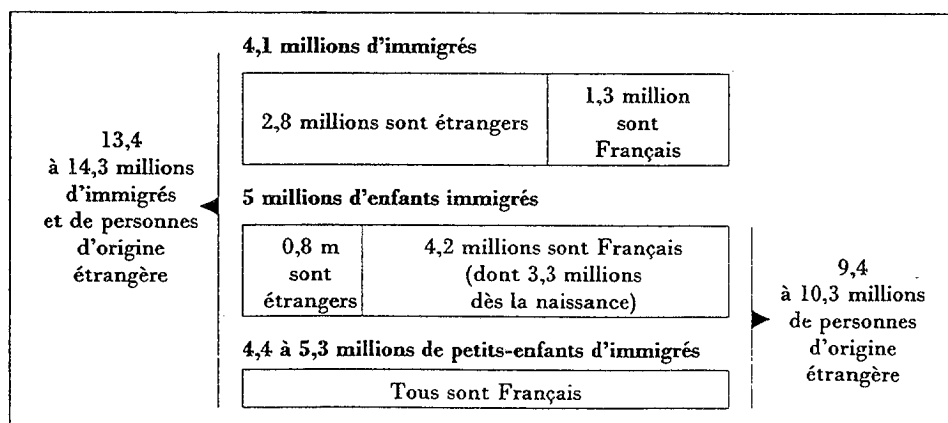 4,1 millions d'immigrés
2,8 millions sont étrangers
1,3 million
sont
Français
13,4
à 14,3 millions
d'immigrés
et de personnes
d'origine
étrangère
5 millions d'enfants immigrés
0,8 m
sont
étrangers
4,2 millions sont Français
(dont 3,3 millions
dès la naissance)
9,4
à 10,3 millions
de personnes
d'origine
étrangère
4,4 à 5,3 millions de petits-enfants d'immigrés
Tous sont Français